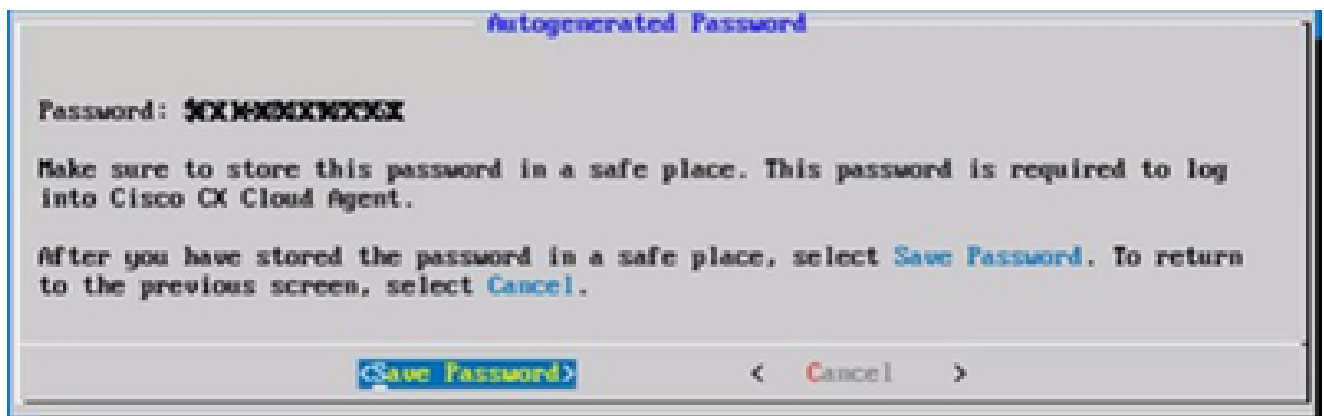 Autogenerated Password
Password:
Make sure to store this password in a safe place. This password is required to log
into Cisco CX Cloud Agent.
After you have stored the password in a safe place, select Save Password. To return
to the previous screen, select Cancel.
<Save Password> < Cancel >